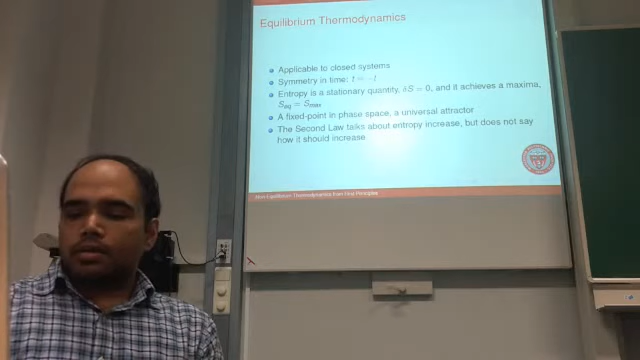 Equilibrium Thermodynamics
Applicable to closed systems
Symmetry in time: t = −t
Entropy is a stationary quantity, δS = 0, and it achieves a maxima,
S_eq = S_max
A fixed-point in phase space, a universal attractor
The Second Law talks about entropy increase, but does not say
how it should increase
Non Equilibrium Thermodynamics from First Principles